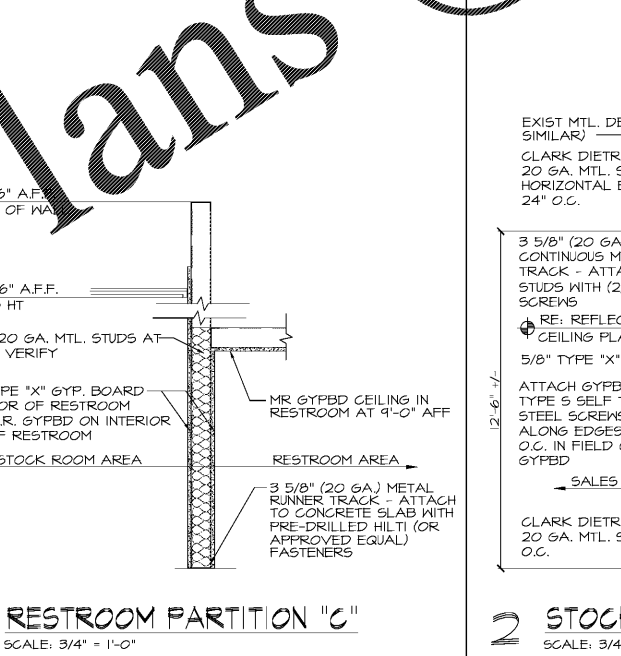 lans
6" A.F.F.
OF WALL
6" A.F.F.
HT
20 GA. MTL. STUDS AT
VERIFY
PE "X" GYP. BOARD
OR OF RESTROOM
.R. GYPBD ON INTERIOR
F RESTROOM
STOCK ROOM AREA
RESTROOM AREA
MR GYPBD CEILING IN
RESTROOM AT 9'-0" AFF
3 5/8" (20 GA.) METAL
RUNNER TRACK - ATTACH
TO CONCRETE SLAB WITH
PRE-DRILLED HILTI (OR
APPROVED EQUAL)
FASTENERS
RESTROOM PARTITION "C"
SCALE: 3/4" = 1'-0"
EXIST MTL. DE
SIMILAR)
CLARK DIETR
20 GA. MTL. S
HORIZONTAL B
24" O.C.
3 5/8" (20 GA
CONTINUOUS M
TRACK - ATTA
STUDS WITH (2
SCREWS
RE: REFLEC
CEILING PLA
5/8" TYPE "X"
12'-6" +/-
ATTACH GYPB
TYPE S SELF T
STEEL SCREWS
ALONG EDGES
O.C. IN FIELD
GYPBD
SALES
CLARK DIETR
20 GA. MTL. S
O.C.
2 STOCK
SCALE: 3/4